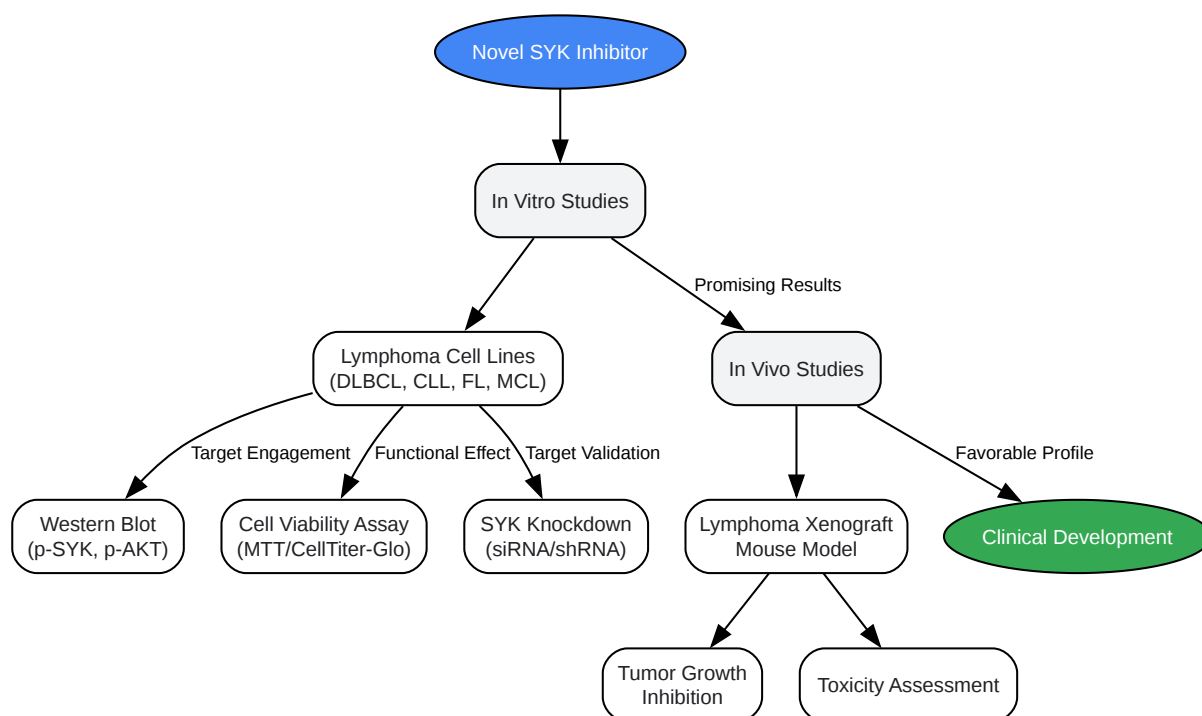 Novel SYK Inhibitor
In Vitro Studies
Promising Results
Lymphoma Cell Lines
(DLBCL, CLL, FL, MCL)
In Vivo Studies
Target Engagement
Functional Effect
Target Validation
Favorable Profile
Western Blot
(p-SYK, p-AKT)
Cell Viability Assay
(MTT/CellTiter-Glo)
SYK Knockdown
(siRNA/shRNA)
Lymphoma Xenograft
Mouse Model
Clinical Development
Tumor Growth
Inhibition
Toxicity Assessment